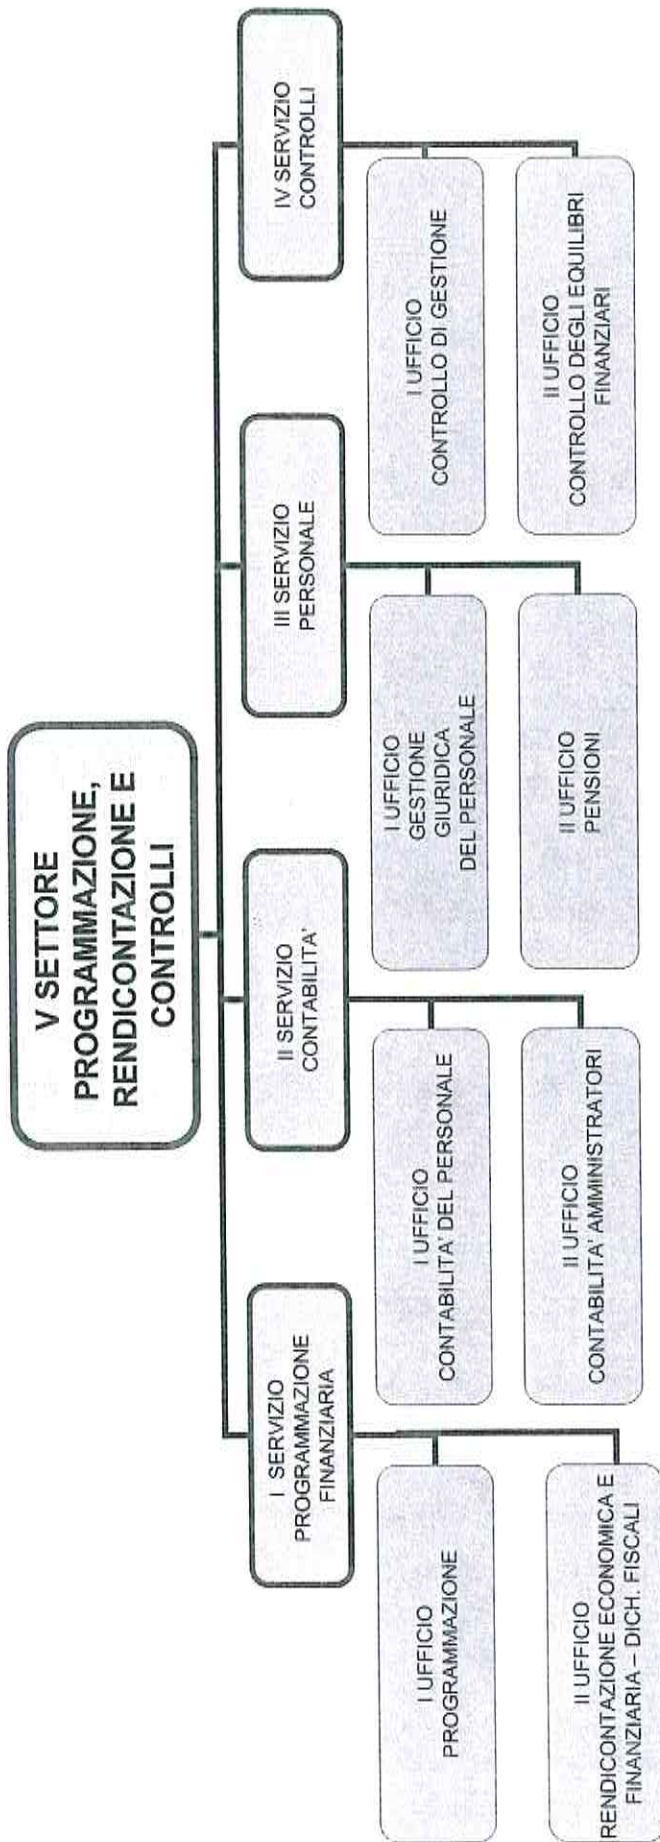 V SETTORE
PROGRAMMAZIONE,
RENDICONTAZIONE E
CONTROLLI
I SERVIZIO
PROGRAMMAZIONE
FINANZIARIA
I UFFICIO
PROGRAMMAZIONE
II UFFICIO
RENDICONTAZIONE ECONOMICA E
FINANZIARIA – DICH. FISCALI
II SERVIZIO
CONTABILITA'
I UFFICIO
CONTABILITA' DEL PERSONALE
II UFFICIO
CONTABILITA' AMMINISTRATORI
III SERVIZIO
PERSONALE
I UFFICIO
GESTIONE
GIURIDICA
DEL PERSONALE
II UFFICIO
PENSIONI
IV SERVIZIO
CONTROLLI
I UFFICIO
CONTROLLO DI GESTIONE
II UFFICIO
CONTROLLO DEGLI EQUILIBRI
FINANZIARI